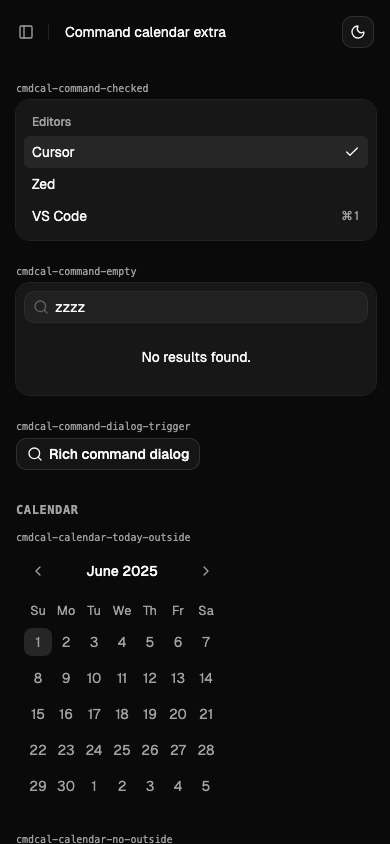 Command calendar extra
cmdcal-command-checked
Editors
Cursor
Zed
VS Code ⌘1
cmdcal-command-empty
zzzz
No results found.
cmdcal-command-dialog-trigger
Rich command dialog
CALENDAR
cmdcal-calendar-today-outside
June 2025
Su Mo Tu We Th Fr Sa
1 2 3 4 5 6 7
8 9 10 11 12 13 14
15 16 17 18 19 20 21
22 23 24 25 26 27 28
29 30 1 2 3 4 5
cmdcal-calendar-no-outside